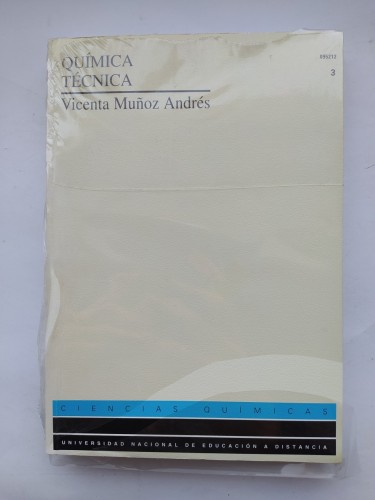 QUÍMICA
TÉCNICA
Vicenta Muñoz Andrés
3
CIENCIAS QUÍMICAS
UNIVERSIDAD NACIONAL DE EDUCACIÓN A DISTANCIA